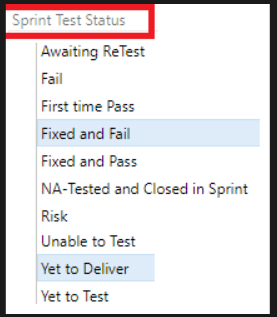 Sprint Test Status
Awaiting ReTest
Fail
First time Pass
Fixed and Fail
Fixed and Pass
NA-Tested and Closed in Sprint
Risk
Unable to Test
Yet to Deliver
Yet to Test